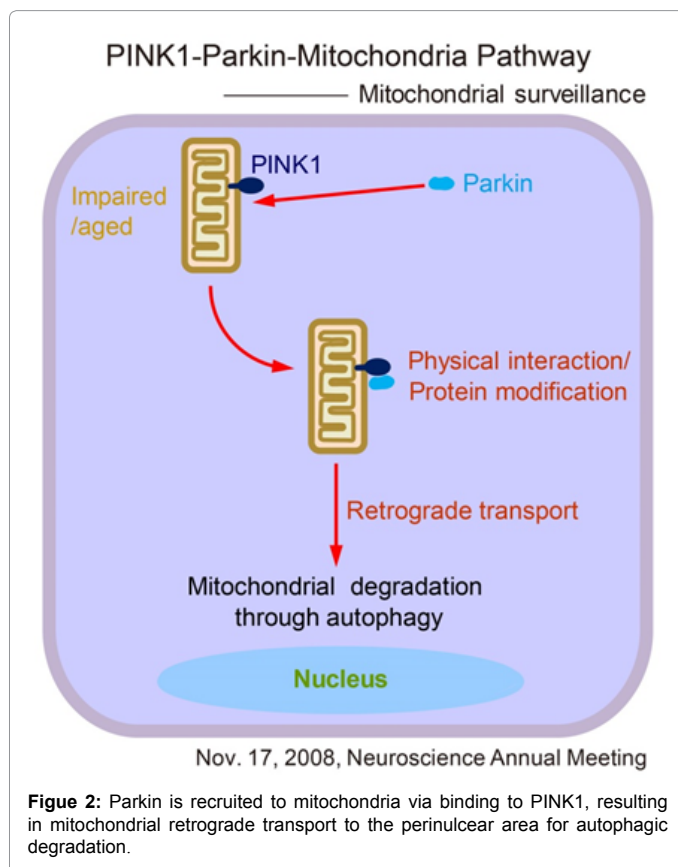 PINK1-Parkin-Mitochondria Pathway
Mitochondrial surveillance
PINK1
Parkin
Impaired
/aged
Physical interaction/
Protein modification
Retrograde transport
Mitochondrial degradation
through autophagy
Nucleus
Nov. 17, 2008, Neuroscience Annual Meeting
Figue 2: Parkin is recruited to mitochondria via binding to PINK1, resulting
in mitochondrial retrograde transport to the perinulcear area for autophagic
degradation.